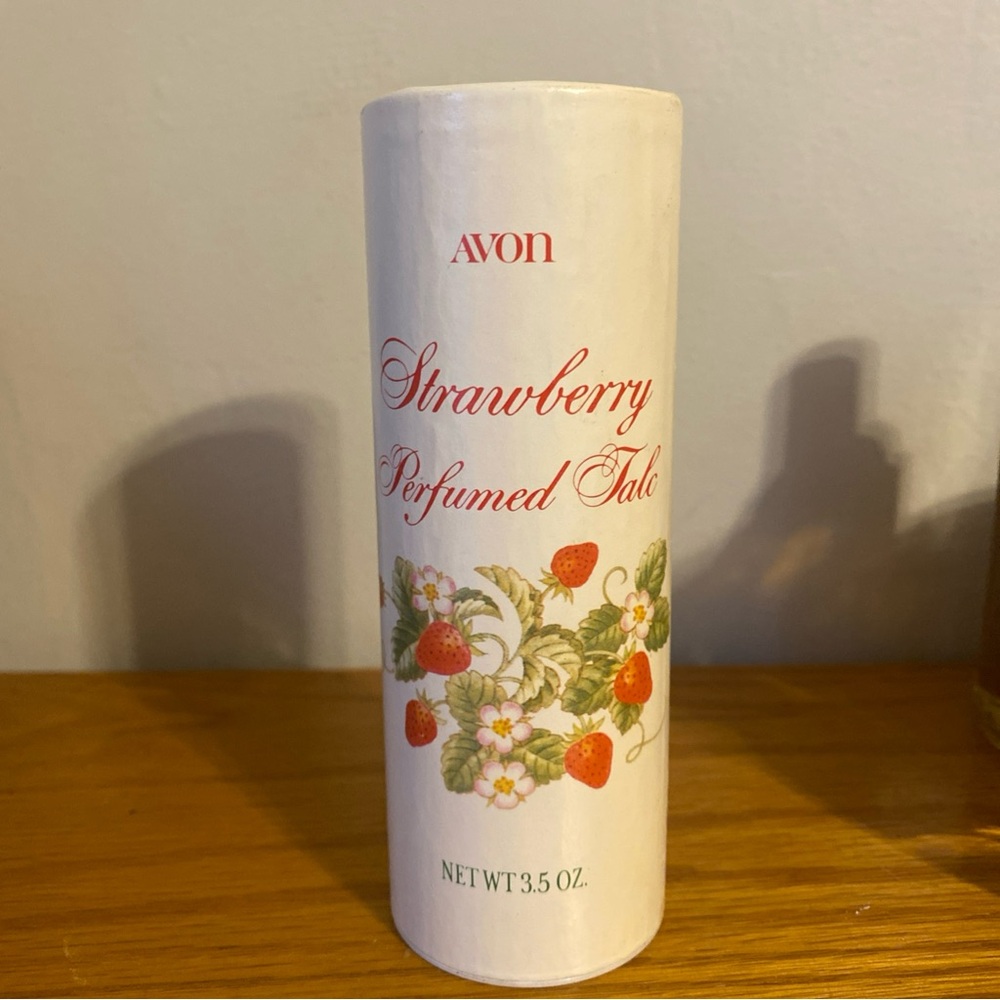 AVON
Strawberry
Perfumed Talc
NET WT 3.5 OZ.